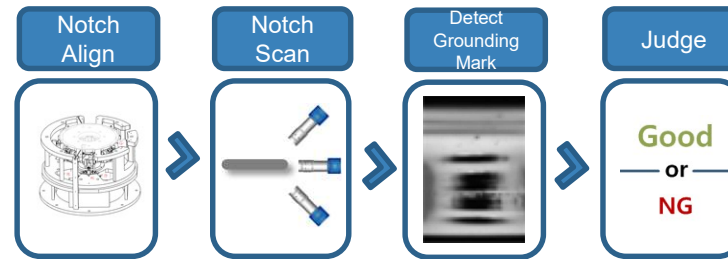 Notch
Align
Notch
Scan
Detect
Grounding
Mark
Judge
Good
or
NG